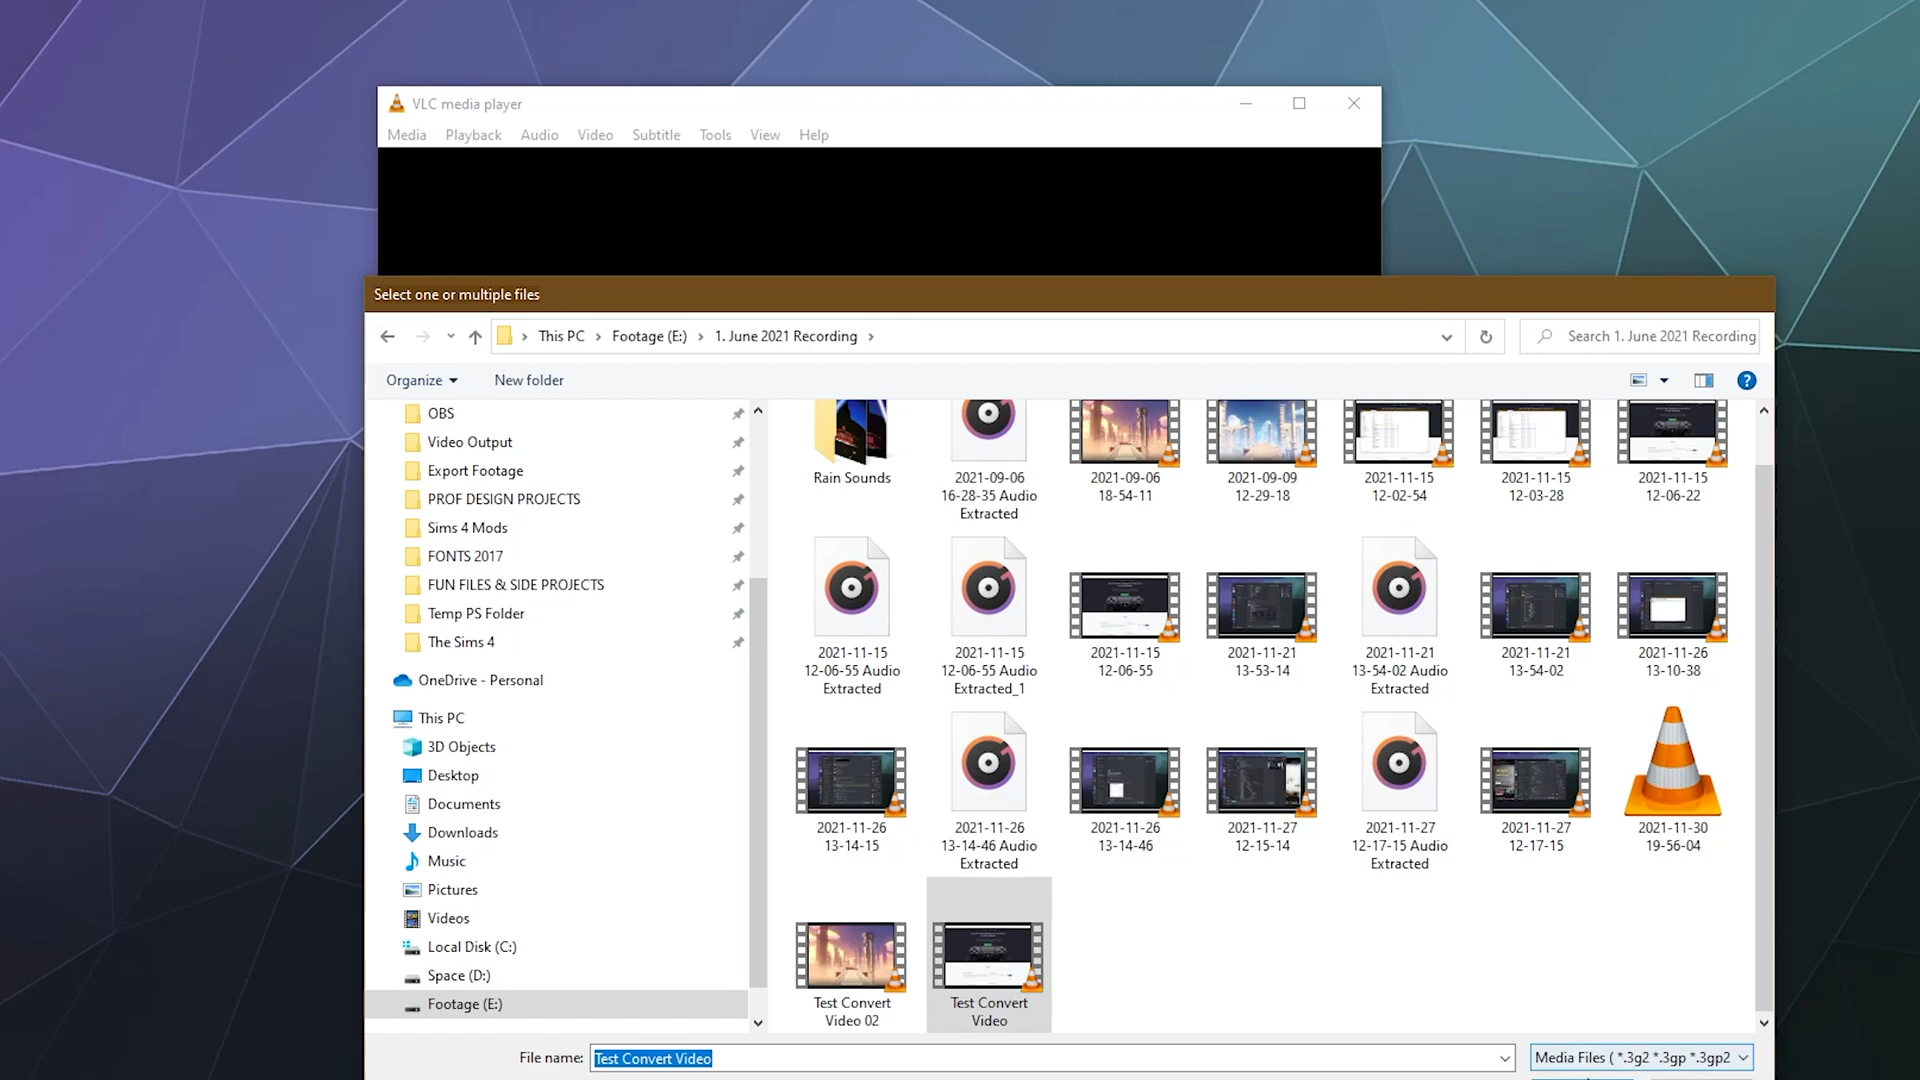 VLC media player
Media Playback Audio Video Subtitle Tools View Help
Select one or multiple files
This PC Footage (E:) 1. June 2021 Recording
Search 1. June 2021 Recording
Organize New folder
OBS
Video Output
Export Footage
PROF DESIGN PROJECTS
Sims 4 Mods
FONTS 2017
FUN FILES & SIDE PROJECTS
Temp PS Folder
The Sims 4
OneDrive - Personal
This PC
3D Objects
Desktop
Documents
Downloads
Music
Pictures
Videos
Local Disk (C:)
Space (D:)
Footage (E:)
Rain Sounds
2021-09-06
16-28-35 Audio
Extracted
2021-09-06
18-54-11
2021-09-09
12-29-18
2021-11-15
12-02-54
2021-11-15
12-03-28
2021-11-15
12-06-22
2021-11-15
12-06-55 Audio
Extracted
2021-11-15
12-06-55 Audio
Extracted_1
2021-11-15
12-06-55
2021-11-21
13-53-14
2021-11-21
13-54-02 Audio
Extracted
2021-11-21
13-54-02
2021-11-26
13-10-38
2021-11-26
13-14-15
2021-11-26
13-14-46 Audio
Extracted
2021-11-26
13-14-46
2021-11-27
12-15-14
2021-11-27
12-17-15 Audio
Extracted
2021-11-27
12-17-15
2021-11-30
19-56-04
Test Convert
Video 02
Test Convert
Video
File name: Test Convert Video
Media Files ( *.3g2 *.3gp *.3gp2